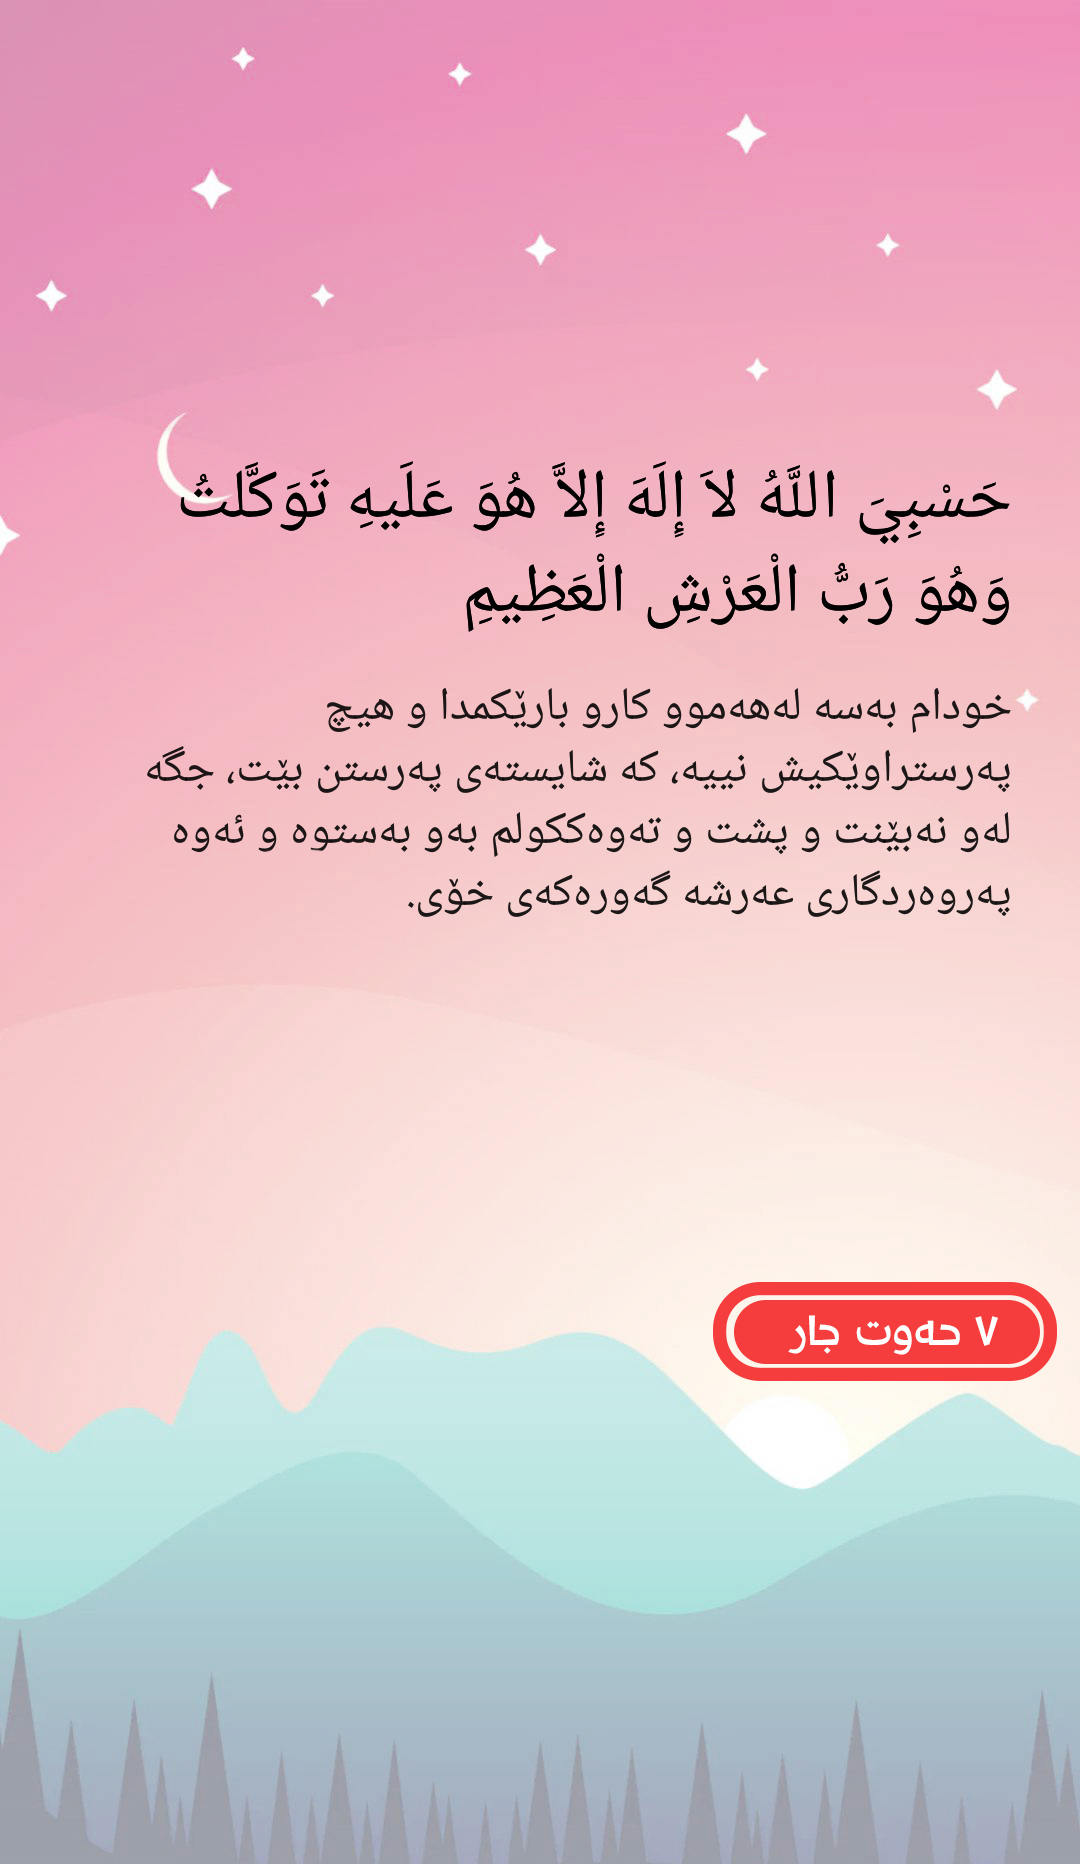 حَسْبِيَ اللَّهُ لاَ إِلَهَ إِلاَّ هُوَ عَلَيهِ تَوَكَّلتُ
وَهُوَ رَبُّ الْعَرْشِ الْعَظِيمِ
خودام بەسە لەهەموو کارو بارێکمدا و هیچ
پەرستراوێکیش نییە، کە شایستەی پەرستن بێت، جگە
لەو نەبێنت و پشت و تەوەککولم بەو بەستوە و ئەوە
پەروەردگاری عەرشە گەورەکەی خۆی.
٧ حەوت جار